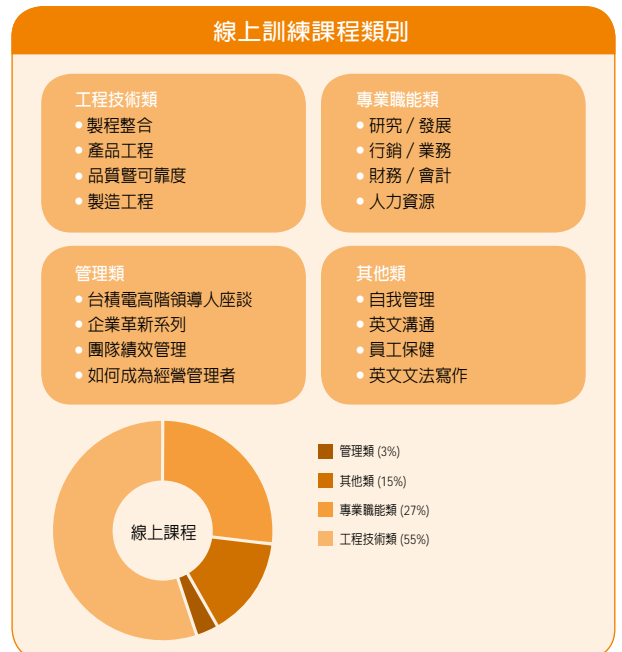 線上訓練課程類別
工程技術類
• 製程整合
• 產品工程
• 品質暨可靠度
• 製造工程
專業職能類
• 研究 / 發展
• 行銷 / 業務
• 財務 / 會計
• 人力資源
管理類
• 台積電高階領導人座談
• 企業革新系列
• 團隊績效管理
• 如何成為經營管理者
其他類
• 自我管理
• 英文溝通
• 員工保健
• 英文文法寫作
線上課程
管理類 (3%)
其他類 (15%)
專業職能類 (27%)
工程技術類 (55%)